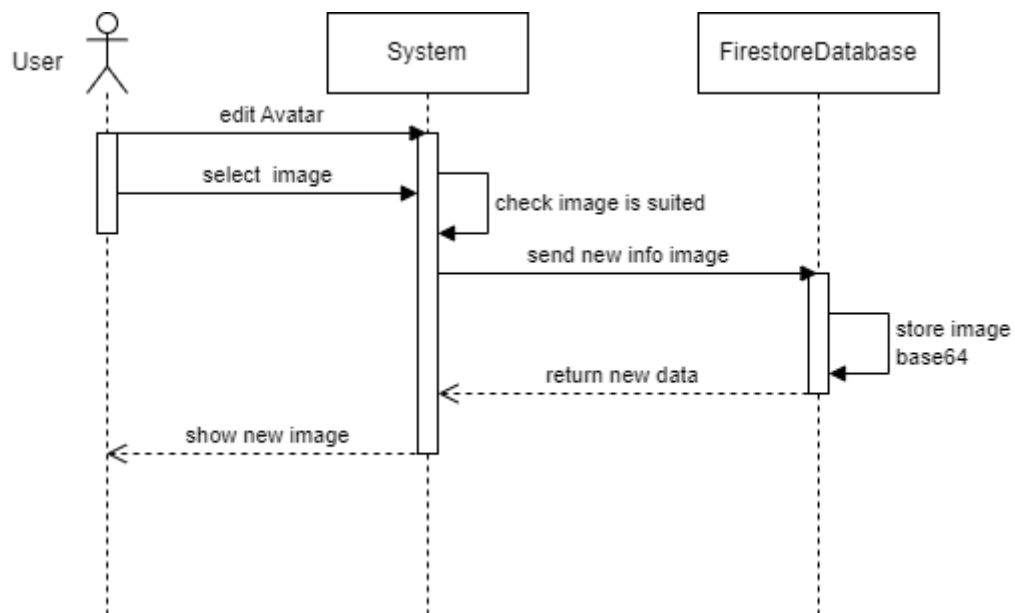 User
System
FirestoreDatabase
edit Avatar
select image
check image is suited
send new info image
store image
base64
return new data
show new image